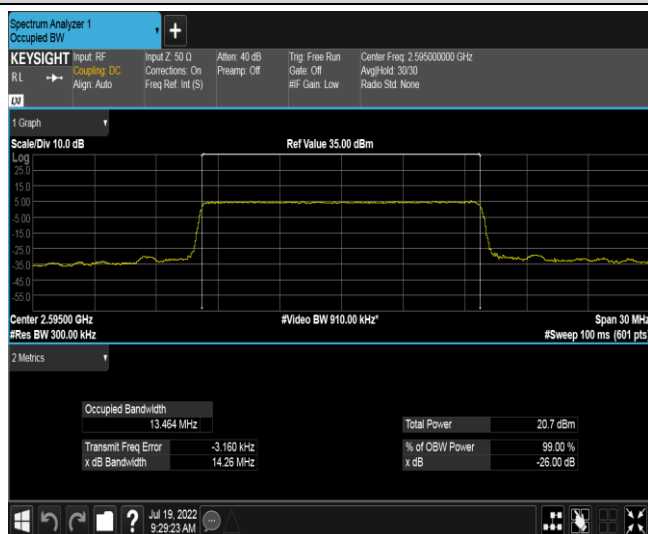 Spectrum Analyzer 1
Occupied BW
+
KEYSIGHT
RL
LXI
Input: RF
Coupling: DC
Align: Auto
Input Z: 50 Ω
Corrections: On
Freq Ref: Int (S)
Atten: 40 dB
Preamp: Off
Trig: Free Run
Gate: Off
#IF Gain: Low
Center Freq: 2.595000000 GHz
Avg|Hold: 30/30
Radio Std: None
1 Graph
Scale/Div 10.0 dB
Ref Value 35.00 dBm
Log
25.0
15.0
5.00
-5.00
-15.0
-25.0
-35.0
-45.0
-55.0
Center 2.59500 GHz
#Video BW 910.00 kHz*
Span 30 MHz
#Res BW 300.00 kHz
#Sweep 100 ms (601 pts)
2 Metrics
Occupied Bandwidth
13.464 MHz
Total Power 20.7 dBm
Transmit Freq Error -3.160 kHz
% of OBW Power 99.00 %
x dB Bandwidth 14.26 MHz
x dB -26.00 dB
?
Jul 19, 2022
9:29:23 AM